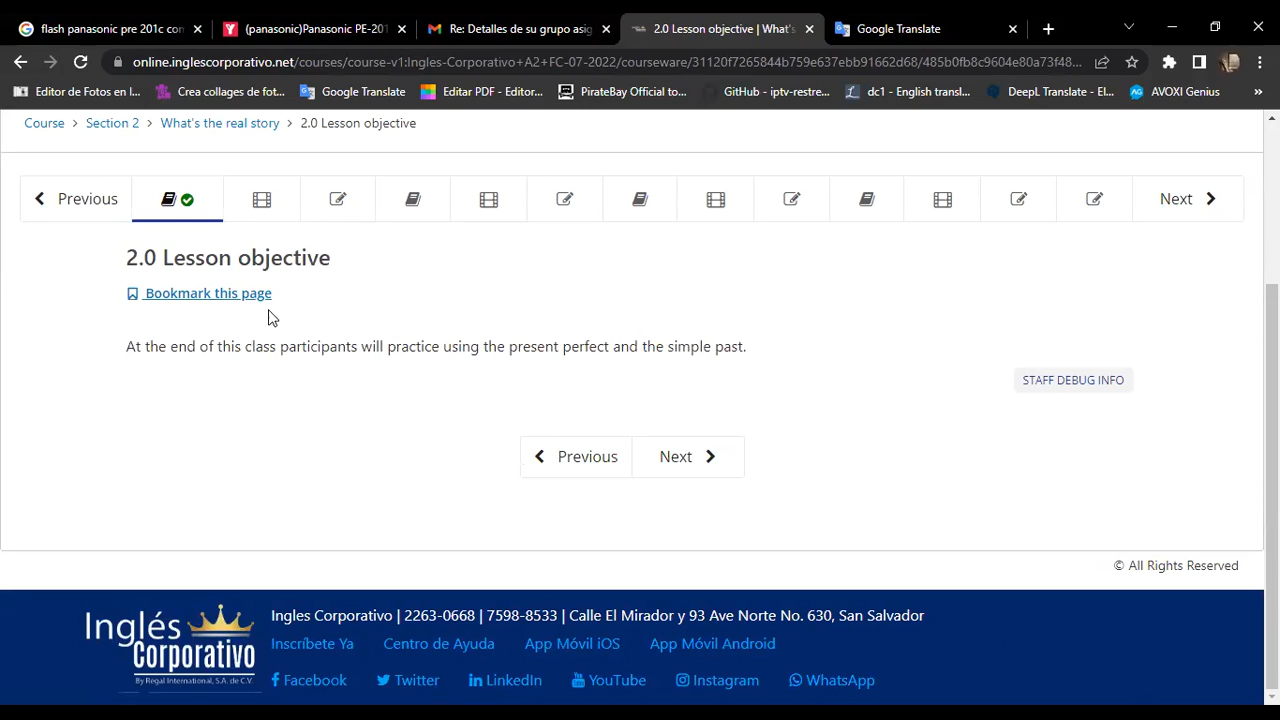 flash panasonic pre 201c con
(panasonic)Panasonic PE-201
Re: Detalles de su grupo asig
2.0 Lesson objective | What's
Google Translate
online.inglescorporativo.net/courses/course-v1:Ingles-Corporativo+A2+FC-07-2022/courseware/31120f7265844b759e637ebb91662d68/485b0fb8c9604e80a73f48...
Editor de Fotos en l...
Crea collages de fot...
Google Translate
Editar PDF - Editor...
PirateBay Official to...
GitHub - iptv-restre...
dc1 - English transl...
DeepL Translate - El...
AVOXI Genius
»
Course > Section 2 > What's the real story > 2.0 Lesson objective
Previous
Next
2.0 Lesson objective
Bookmark this page
At the end of this class participants will practice using the present perfect and the simple past.
STAFF DEBUG INFO
Previous
Next
© All Rights Reserved
Inglés
Corporativo
By Regal International, S.A. de C.V.
Ingles Corporativo | 2263-0668 | 7598-8533 | Calle El Mirador y 93 Ave Norte No. 630, San Salvador
Inscríbete Ya
Centro de Ayuda
App Móvil iOS
App Móvil Android
Facebook
Twitter
LinkedIn
YouTube
Instagram
WhatsApp